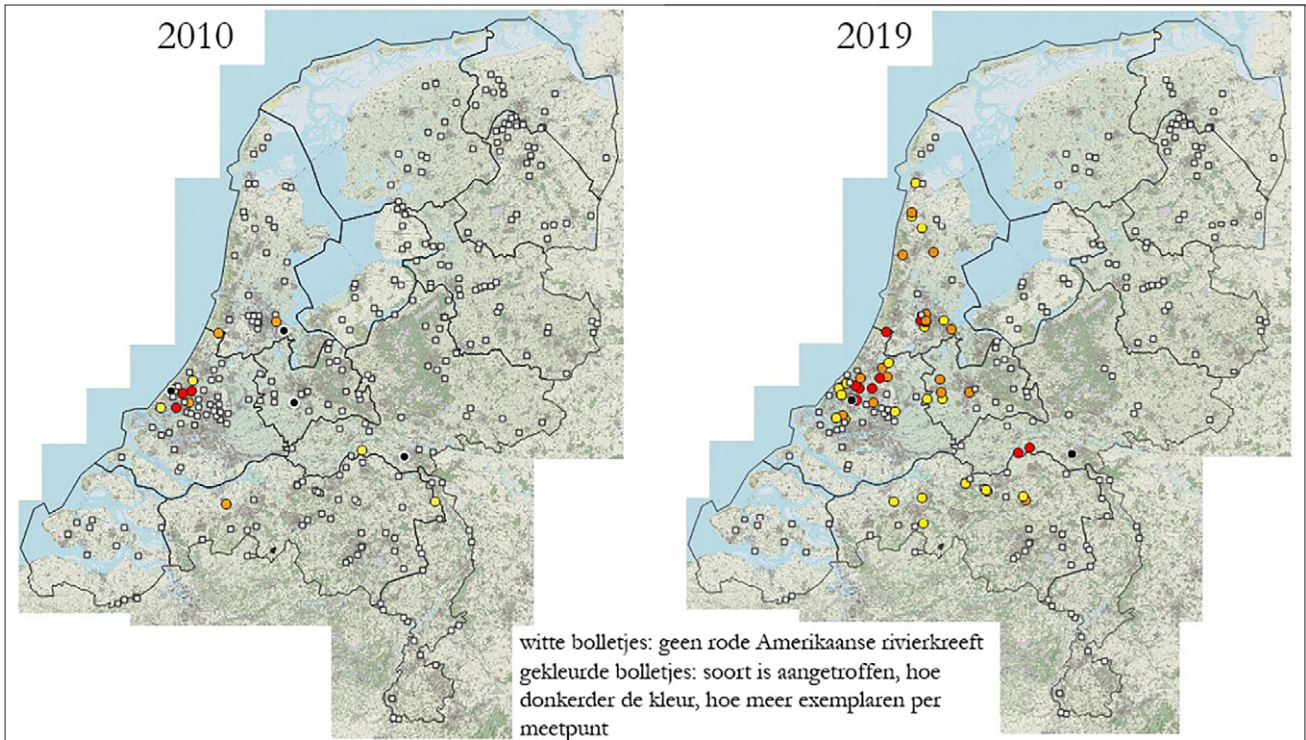 2010
2019
witte bolletjes: geen rode Amerikaanse rivierkreeft
gekleurde bolletjes: soort is aangetroffen, hoe
donkerder de kleur, hoe meer exemplaren per
meetpunt